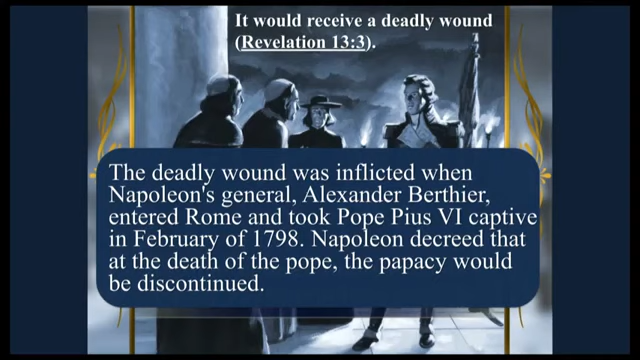 It would receive a deadly wound
(Revelation 13:3).
The deadly wound was inflicted when
Napoleon's general, Alexander Berthier,
entered Rome and took Pope Pius VI captive
in February of 1798. Napoleon decreed that
at the death of the pope, the papacy would
be discontinued.